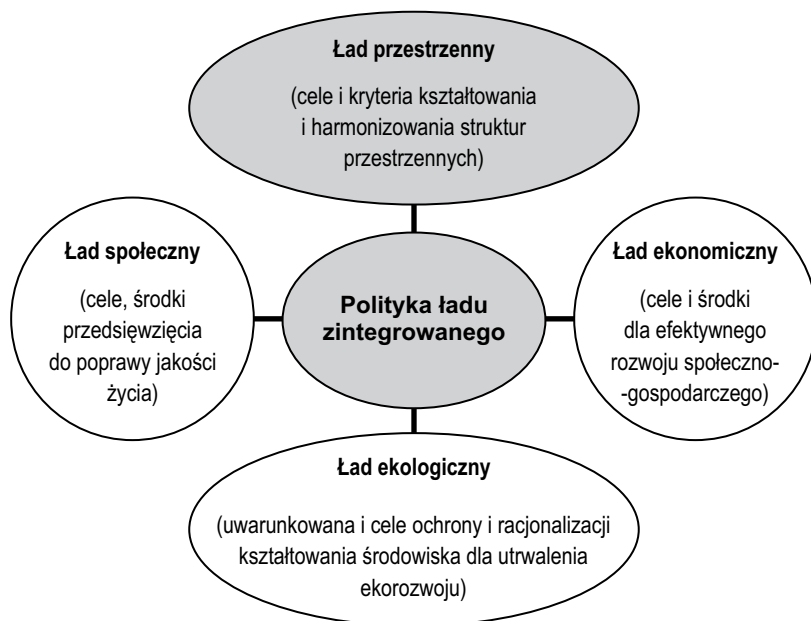 Ład przestrzenny
(cele i kryteria kształtowania
i harmonizowania struktur
przestrzennych)
Ład społeczny
(cele, środki
przedsięwzięcia
do poprawy jakości
życia)
Polityka ładu
zintegrowanego
Ład ekonomiczny
(cele i środki
dla efektywnego
rozwoju społeczno-
-gospodarczego)
Ład ekologiczny
(uwarunkowana i cele ochrony i racjonalizacji
kształtowania środowiska dla utrwalenia
ekorozwoju)